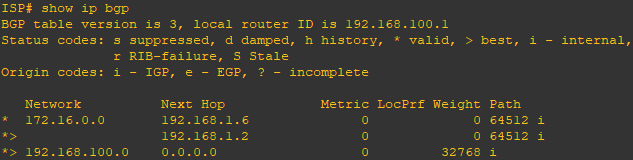 ISP# show ip bgp
BGP table version is 3, local router ID is 192.168.100.1
Status codes: s suppressed, d damped, h history, * valid, > best, i - internal,
              r RIB-failure, S Stale
Origin codes: i - IGP, e - EGP, ? - incomplete

   Network          Next Hop            Metric LocPrf Weight Path
*  172.16.0.0       192.168.1.6              0             0 64512 i
*>                  192.168.1.2              0             0 64512 i
*> 192.168.100.0    0.0.0.0                  0         32768 i